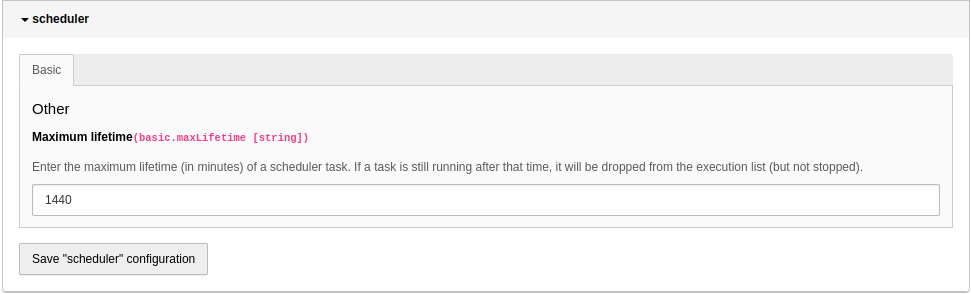 scheduler
Basic
Other
Maximum lifetime(basic.maxLifetime [string])
Enter the maximum lifetime (in minutes) of a scheduler task. If a task is still running after that time, it will be dropped from the execution list (but not stopped).
1440
Save "scheduler" configuration